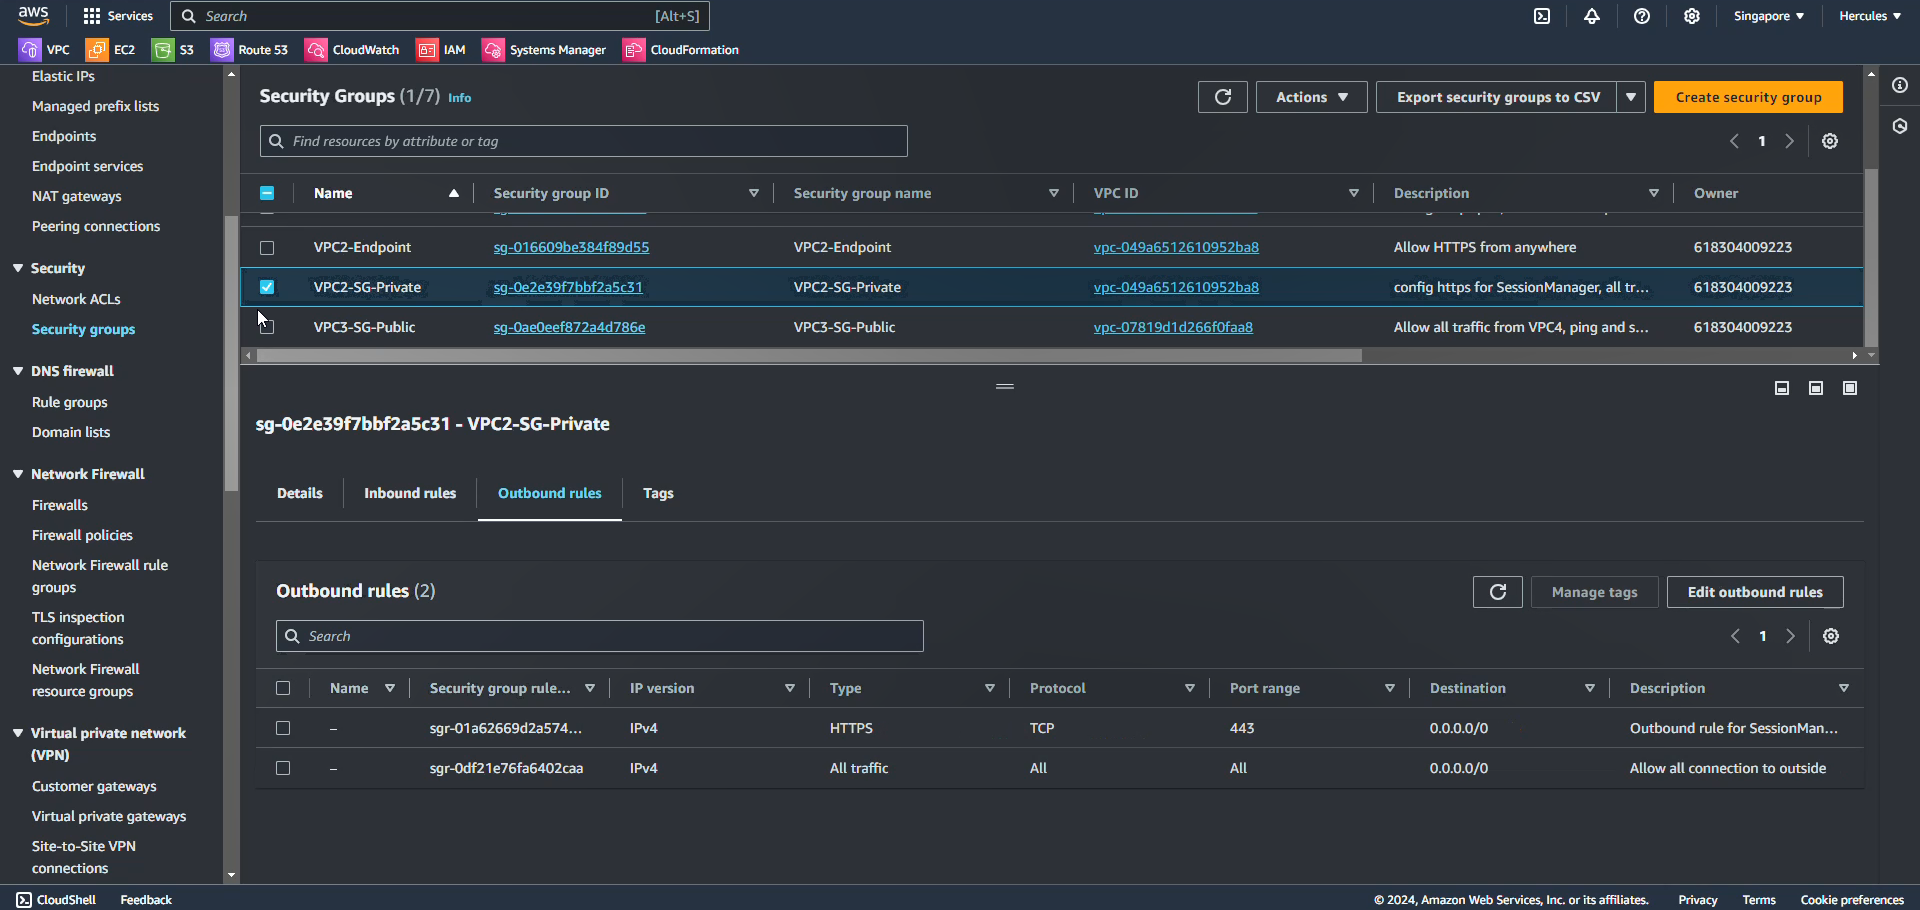 aws Services Search [Alt+S] Singapore Hercules
VPC EC2 S3 Route 53 CloudWatch IAM Systems Manager CloudFormation
Elastic IPs
Managed prefix lists
Endpoints
Endpoint services
NAT gateways
Peering connections
Security
Network ACLs
Security groups
DNS firewall
Rule groups
Domain lists
Network Firewall
Firewalls
Firewall policies
Network Firewall rule
groups
TLS inspection
configurations
Network Firewall
resource groups
Virtual private network
(VPN)
Customer gateways
Virtual private gateways
Site-to-Site VPN
connections
Security Groups (1/7) Info Actions Export security groups to CSV Create security group
Find resources by attribute or tag 1
Name Security group ID Security group name VPC ID Description Owner
VPC2-Endpoint sg-016609be384f89d55 VPC2-Endpoint vpc-049a6512610952ba8 Allow HTTPS from anywhere 618304009223
VPC2-SG-Private sg-0e2e39f7bbf2a5c31 VPC2-SG-Private vpc-049a6512610952ba8 config https for SessionManager, all tr... 618304009223
VPC3-SG-Public sg-0ae0eef872a4d786e VPC3-SG-Public vpc-07819d1d266f0faa8 Allow all traffic from VPC4, ping and s... 618304009223
sg-0e2e39f7bbf2a5c31 - VPC2-SG-Private
Details Inbound rules Outbound rules Tags
Outbound rules (2) Manage tags Edit outbound rules
Search 1
Name Security group rule... IP version Type Protocol Port range Destination Description
– sgr-01a62669d2a574... IPv4 HTTPS TCP 443 0.0.0.0/0 Outbound rule for SessionMan...
– sgr-0df21e76fa6402caa IPv4 All traffic All All 0.0.0.0/0 Allow all connection to outside
CloudShell Feedback © 2024, Amazon Web Services, Inc. or its affiliates. Privacy Terms Cookie preferences